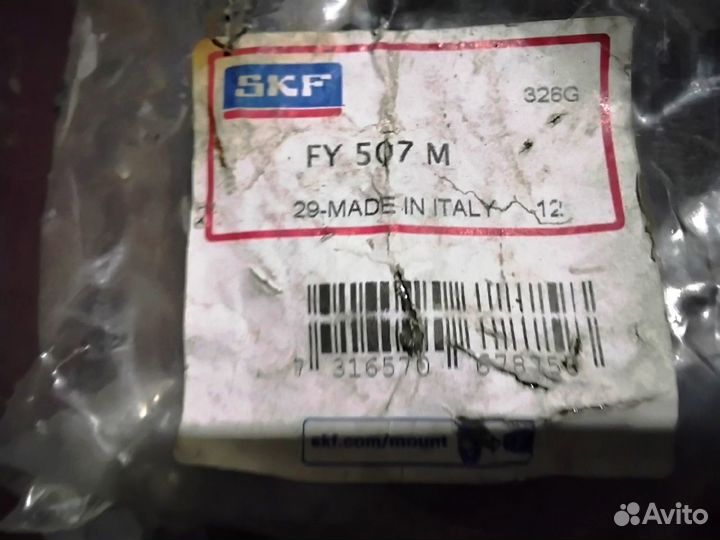 SKF
326G
FY 507 M
29-MADE IN ITALY 12
7 316570
skf.com/mount
Avito